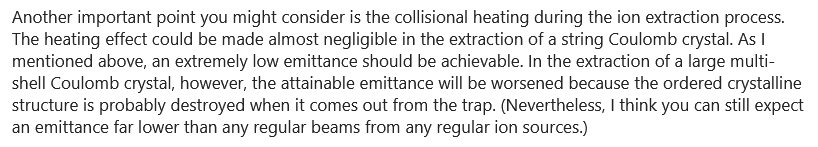 Another important point you might consider is the collisional heating during the ion extraction process.
The heating effect could be made almost negligible in the extraction of a string Coulomb crystal. As I
mentioned above, an extremely low emittance should be achievable. In the extraction of a large multi-
shell Coulomb crystal, however, the attainable emittance will be worsened because the ordered crystalline
structure is probably destroyed when it comes out from the trap. (Nevertheless, I think you can still expect
an emittance far lower than any regular beams from any regular ion sources.)